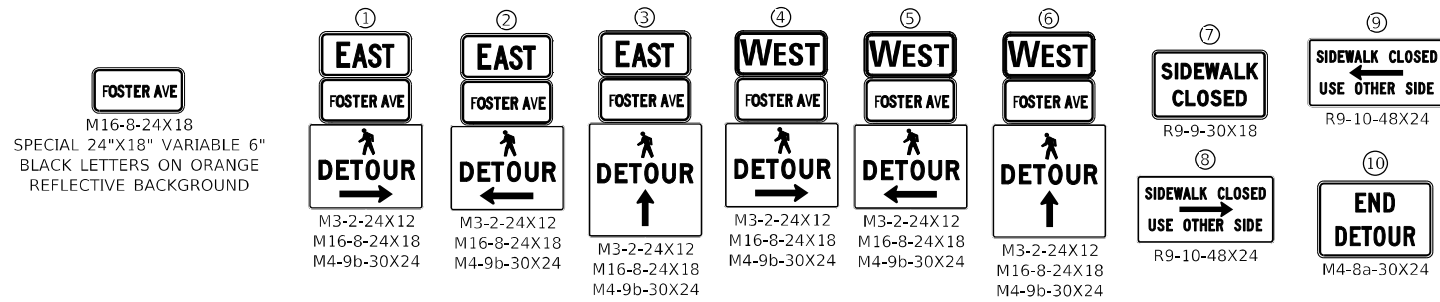 FOSTER AVE
M16-8-24X18
SPECIAL 24"X18" VARIABLE 6"
BLACK LETTERS ON ORANGE
REFLECTIVE BACKGROUND
1
EAST
FOSTER AVE
DETOUR
M3-2-24X12
M16-8-24X18
M4-9b-30X24
2
EAST
FOSTER AVE
DETOUR
M3-2-24X12
M16-8-24X18
M4-9b-30X24
3
EAST
FOSTER AVE
DETOUR
M3-2-24X12
M16-8-24X18
M4-9b-30X24
4
WEST
FOSTER AVE
DETOUR
M3-2-24X12
M16-8-24X18
M4-9b-30X24
5
WEST
FOSTER AVE
DETOUR
M3-2-24X12
M16-8-24X18
M4-9b-30X24
6
WEST
FOSTER AVE
DETOUR
M3-2-24X12
M16-8-24X18
M4-9b-30X24
7
SIDEWALK
CLOSED
R9-9-30X18
8
SIDEWALK CLOSED
USE OTHER SIDE
R9-10-48X24
9
SIDEWALK CLOSED
USE OTHER SIDE
R9-10-48X24
10
END
DETOUR
M4-8a-30X24